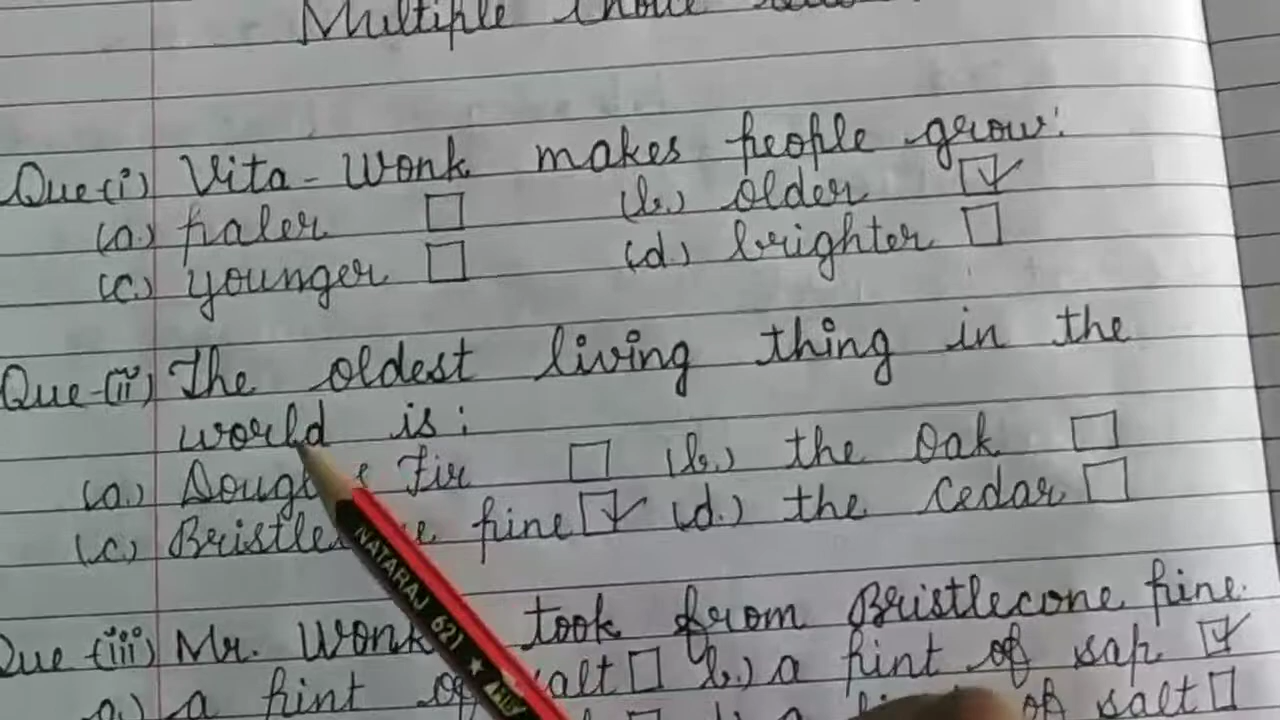 Multiple
Que (i) Vita-Wonk makes people grow:
(a.) paler (b.) older
(c.) younger (d.) brighter
Que-(ii) The oldest living thing in the
world is:
(a.) Fir (b.) the Oak
(c.) pine (d.) the Cedar
Que (iii) Mr. took from Bristlecone pine.
a.) a pint of b.) a pint of sap
of salt
NATARAJ 621